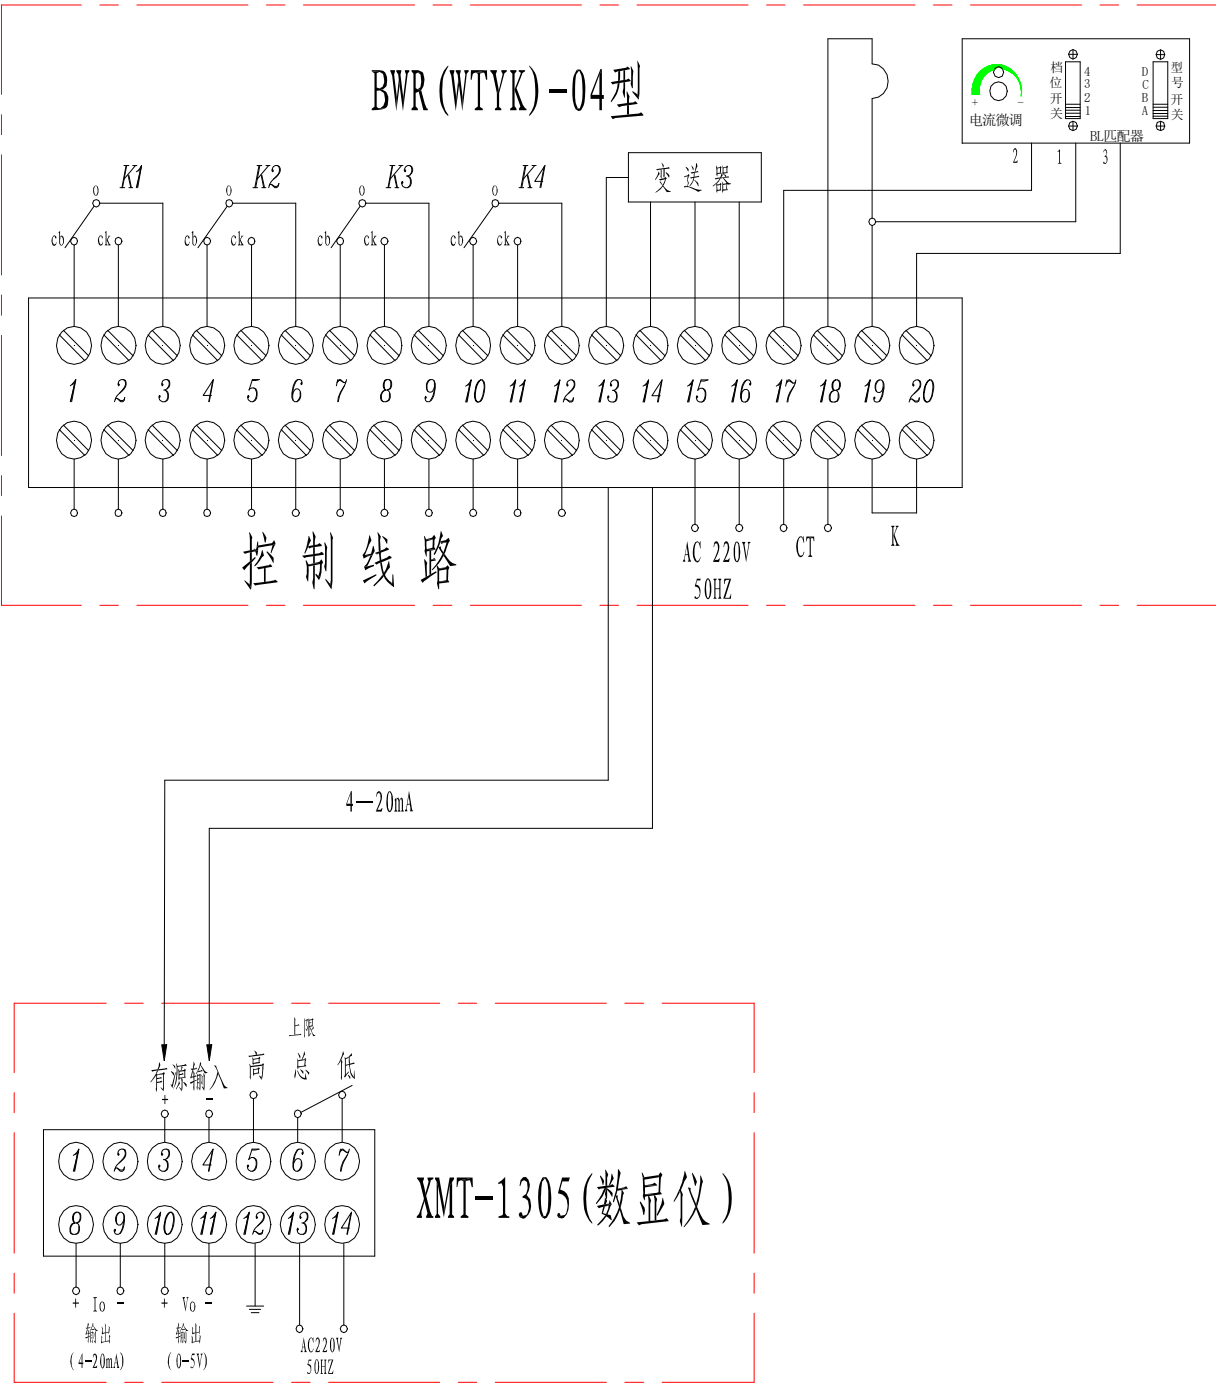 BWR(WTYK)-04型
档位开关
4
3
2
1
D
C
B
A
型号开关
+ -
电流微调
BL匹配器
2 1 3
K1 K2 K3 K4
变送器
o o o o
cb ck cb ck cb ck cb ck
1 2 3 4 5 6 7 8 9 10 11 12 13 14 15 16 17 18 19 20
控制线路
AC 220V
50HZ
CT
K
4—20mA
上限
有源输入 高 总 低
+ -
1 2 3 4 5 6 7
XMT-1305(数显仪)
8 9 10 11 12 13 14
+ Io - + Vo -
输出 输出
(4-20mA) (0-5V)
AC220V
50HZ